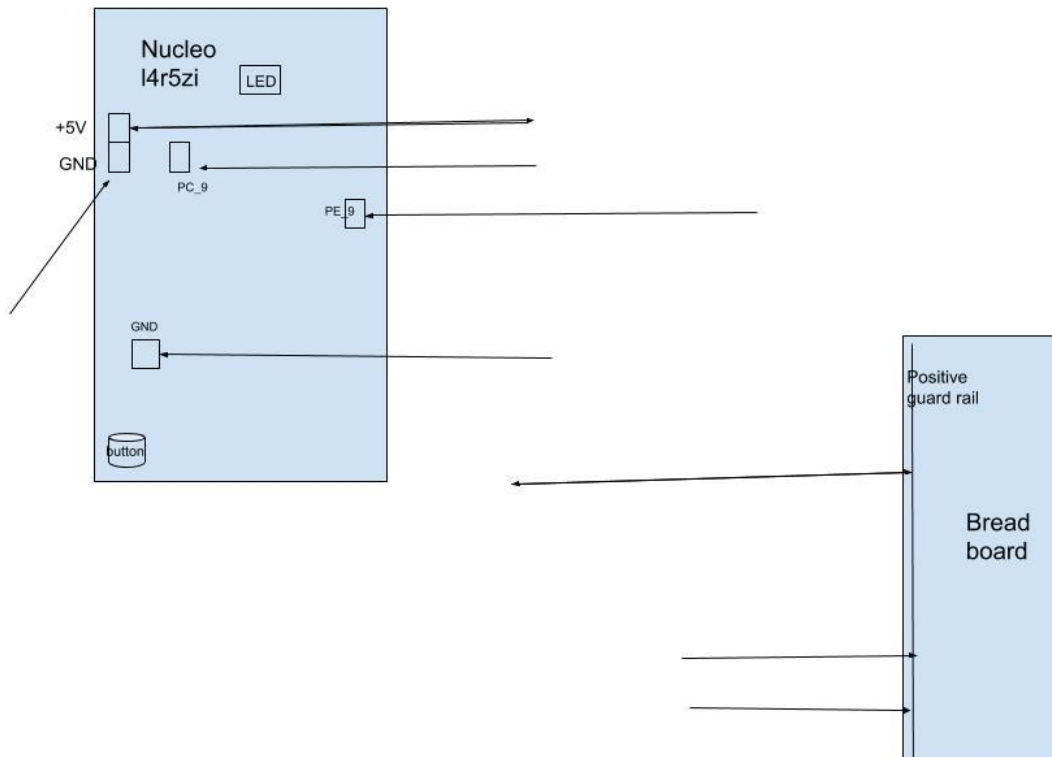 Nucleo
l4r5zi
LED
+5V
GND
PC_9
PE_9
GND
button
Positive
guard rail
Bread
board